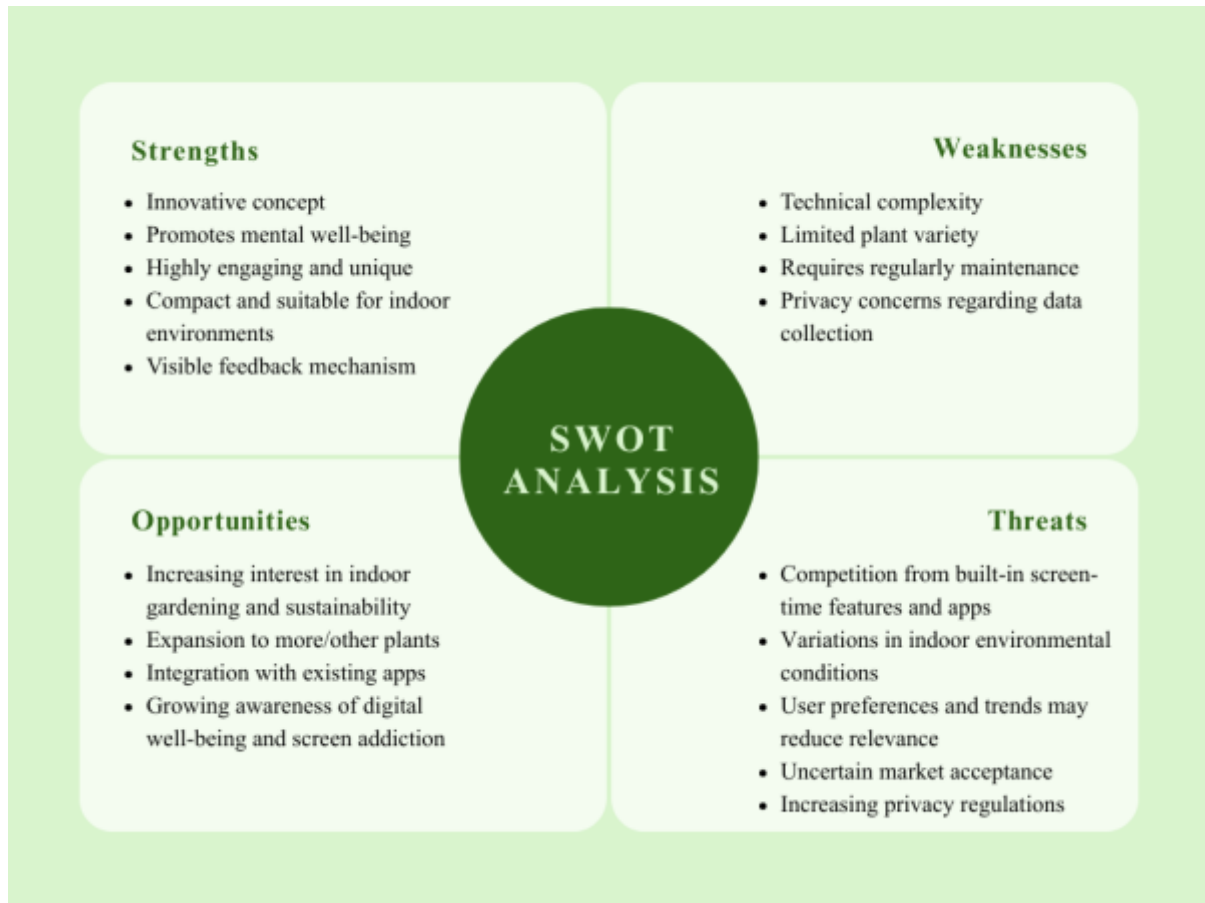 Strengths
• Innovative concept
• Promotes mental well-being
• Highly engaging and unique
• Compact and suitable for indoor
environments
• Visible feedback mechanism
Weaknesses
• Technical complexity
• Limited plant variety
• Requires regularly maintenance
• Privacy concerns regarding data
collection
SWOT
ANALYSIS
Opportunities
• Increasing interest in indoor
gardening and sustainability
• Expansion to more/other plants
• Integration with existing apps
• Growing awareness of digital
well-being and screen addiction
Threats
• Competition from built-in screen-
time features and apps
• Variations in indoor environmental
conditions
• User preferences and trends may
reduce relevance
• Uncertain market acceptance
• Increasing privacy regulations